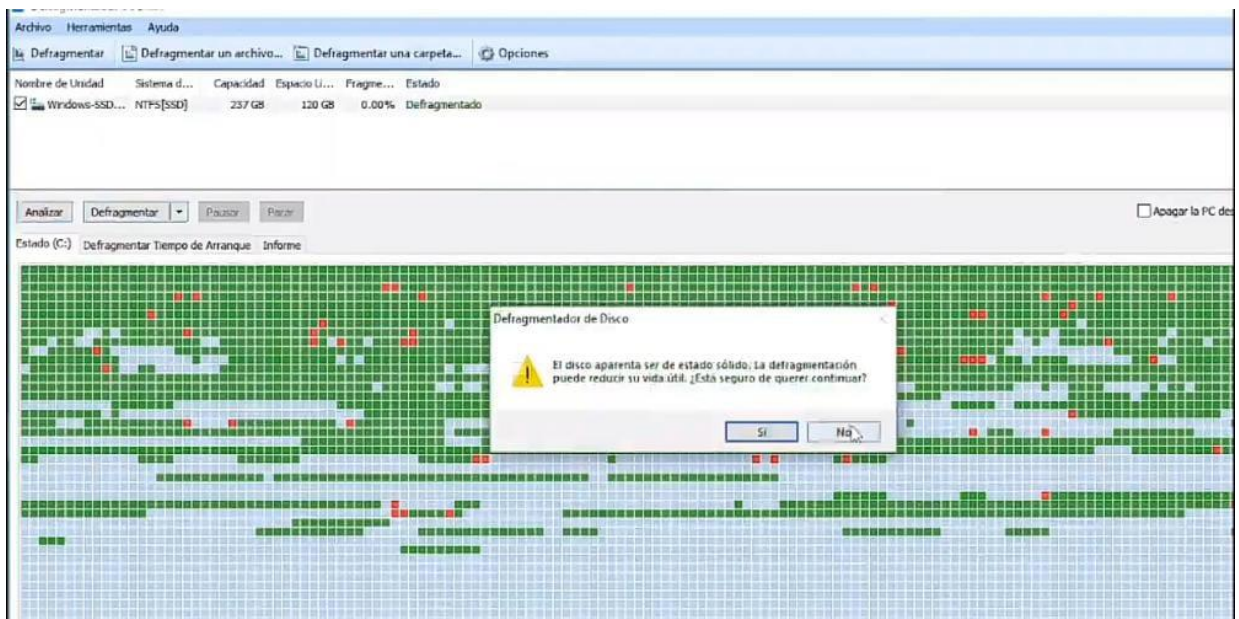 Archivo Herramientas Ayuda
Defragmentar Defragmentar un archivo... Defragmentar una carpeta... Opciones
Nombre de Unidad Sistema d... Capacidad Espacio Li... Fragme... Estado
Windows-SSD... NTFS[SSD] 237 GB 120 GB 0.00% Defragmentado
Analizar Defragmentar Pausar Parar Apagar la PC des
Estado (C:) Defragmentar Tiempo de Arranque Informe
Defragmentador de Disco
El disco aparenta ser de estado sólido. La defragmentación
puede reducir su vida útil. ¿Está seguro de querer continuar?
Sí No